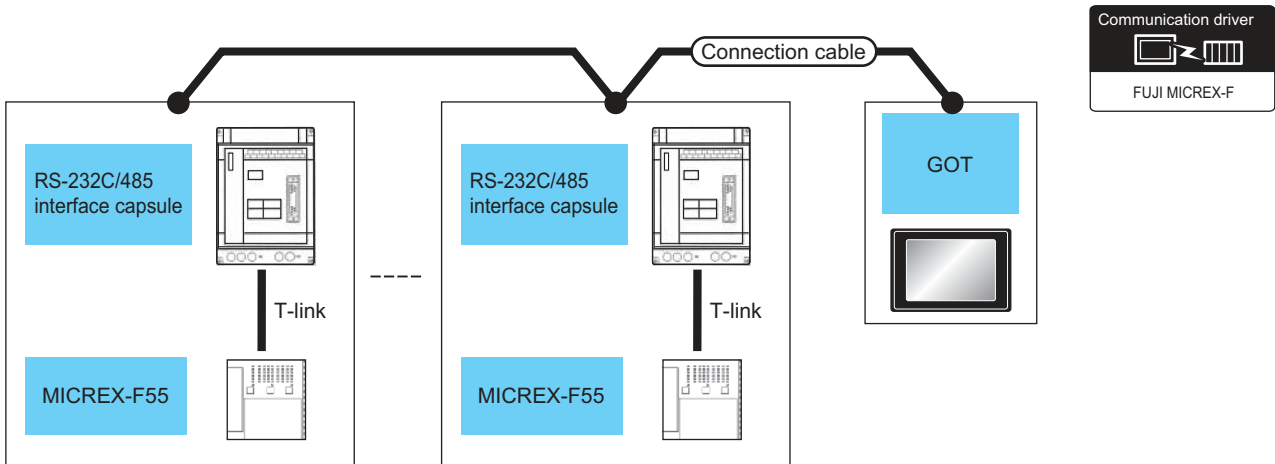 Communication driver
FUJI MICREX-F
Connection cable
RS-232C/485
interface capsule
T-link
MICREX-F55
RS-232C/485
interface capsule
T-link
MICREX-F55
GOT